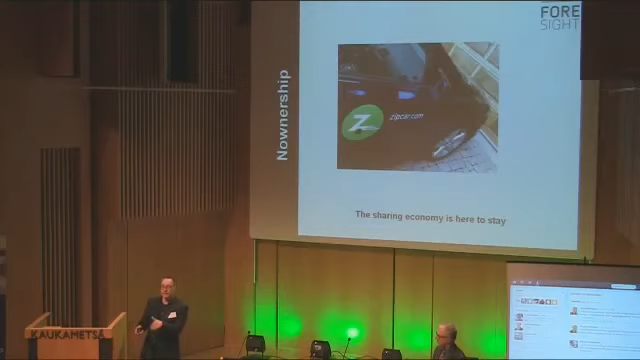 FORE
SIGHT
Nownership
Z
zipcar.com
The sharing economy is here to stay
KAUKAMETSÄ